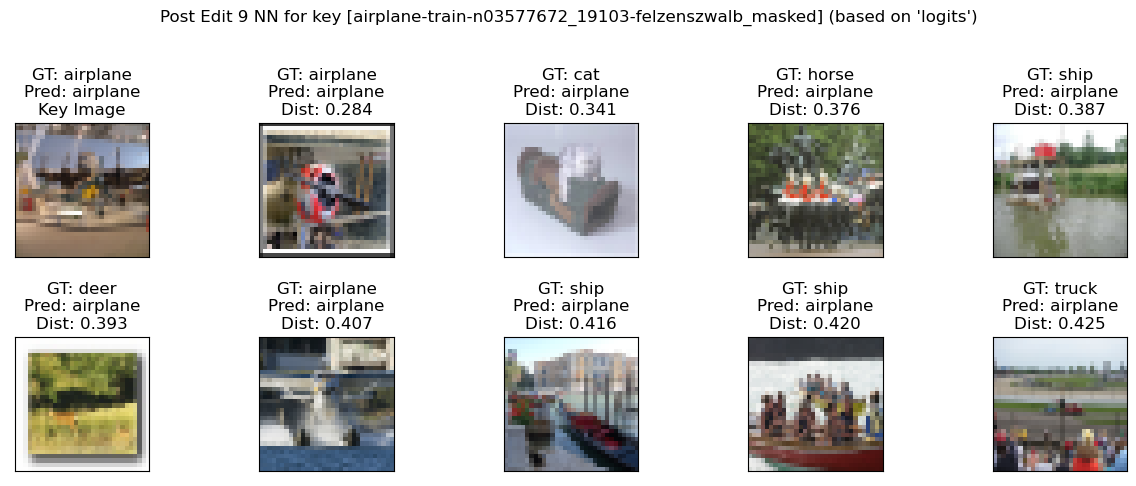 Post Edit 9 NN for key [airplane-train-n03577672_19103-felzenszwalb_masked] (based on 'logits')
GT: airplane
Pred: airplane
Key Image
GT: airplane
Pred: airplane
Dist: 0.284
GT: cat
Pred: airplane
Dist: 0.341
GT: horse
Pred: airplane
Dist: 0.376
GT: ship
Pred: airplane
Dist: 0.387
GT: deer
Pred: airplane
Dist: 0.393
GT: airplane
Pred: airplane
Dist: 0.407
GT: ship
Pred: airplane
Dist: 0.416
GT: ship
Pred: airplane
Dist: 0.420
GT: truck
Pred: airplane
Dist: 0.425